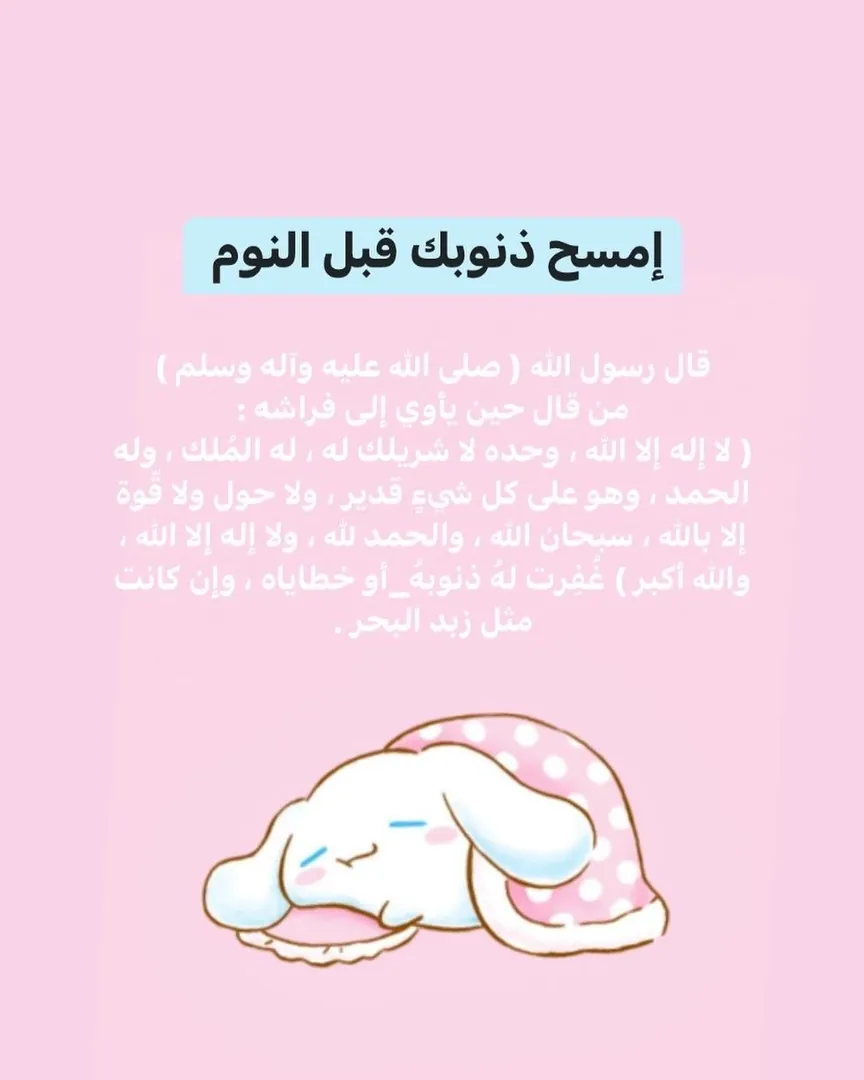 إمسح ذنوبك قبل النوم
قال رسول الله ( صلى الله عليه وآله وسلم )
من قال حين يأوي إلى فراشه :
( لا إله إلا الله ، وحده لا شريلك له ، له المُلك ، وله
الحمد ، وهو على كل شيءٍ قدير ، ولا حول ولا قّوة
إلا بالله ، سبحان الله ، والحمد لله ، ولا إله إلا الله ،
والله أكبر ) غُفِرت لهُ ذنوبهُ_أو خطاياه ، وإن كانت
مثل زبد البحر .